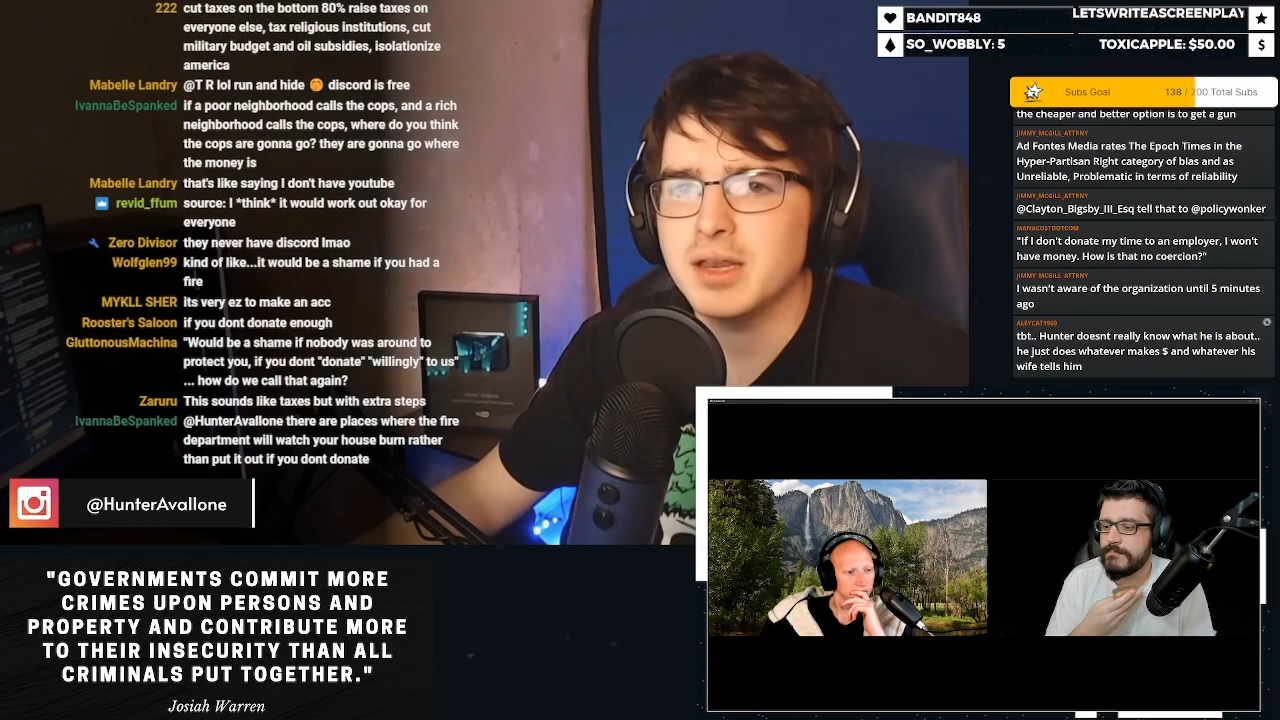 222 cut taxes on the bottom 80% raise taxes on
everyone else, tax religious institutions, cut
military budget and oil subsidies, isolationize
america
Mabelle Landry @T R lol run and hide 🤭 discord is free
IvannaBeSpanked if a poor neighborhood calls the cops, and a rich
neighborhood calls the cops, where do you think
the cops are gonna go? they are gonna go where
the money is
Mabelle Landry that's like saying I don't have youtube
revid_ffum source: I *think* it would work out okay for
everyone
Zero Divisor they never have discord lmao
Wolfglen99 kind of like...it would be a shame if you had a
fire
MYKLL SHER its very ez to make an acc
Rooster's Saloon if you dont donate enough
GluttonousMachina "Would be a shame if nobody was around to
protect you, if you dont "donate" "willingly" to us"
... how do we call that again?
Zaruru This sounds like taxes but with extra steps
IvannaBeSpanked @HunterAvallone there are places where the fire
department will watch your house burn rather
than put it out if you dont donate
@HunterAvallone
"GOVERNMENTS COMMIT MORE
CRIMES UPON PERSONS AND
PROPERTY AND CONTRIBUTE MORE
TO THEIR INSECURITY THAN ALL
CRIMINALS PUT TOGETHER."
Josiah Warren
BANDIT848
LETSWRITEASCREENPLAY
SO_WOBBLY: 5
TOXICAPPLE: $50.00
$
Subs Goal 138 / 200 Total Subs
the cheaper and better option is to get a gun
JIMMY_MCGILL_ATTRNY
Ad Fontes Media rates The Epoch Times in the
Hyper-Partisan Right category of bias and as
Unreliable, Problematic in terms of reliability
JIMMY_MCGILL_ATTRNY
@Clayton_Bigsby_III_Esq tell that to @policywonker
MANACOSTDOTCOM
"If I don't donate my time to an employer, I won't
have money. How is that no coercion?"
JIMMY_MCGILL_ATTRNY
I wasn't aware of the organization until 5 minutes
ago
ALEYCAT1960
tbt.. Hunter doesnt really know what he is about..
he just does whatever makes $ and whatever his
wife tells him